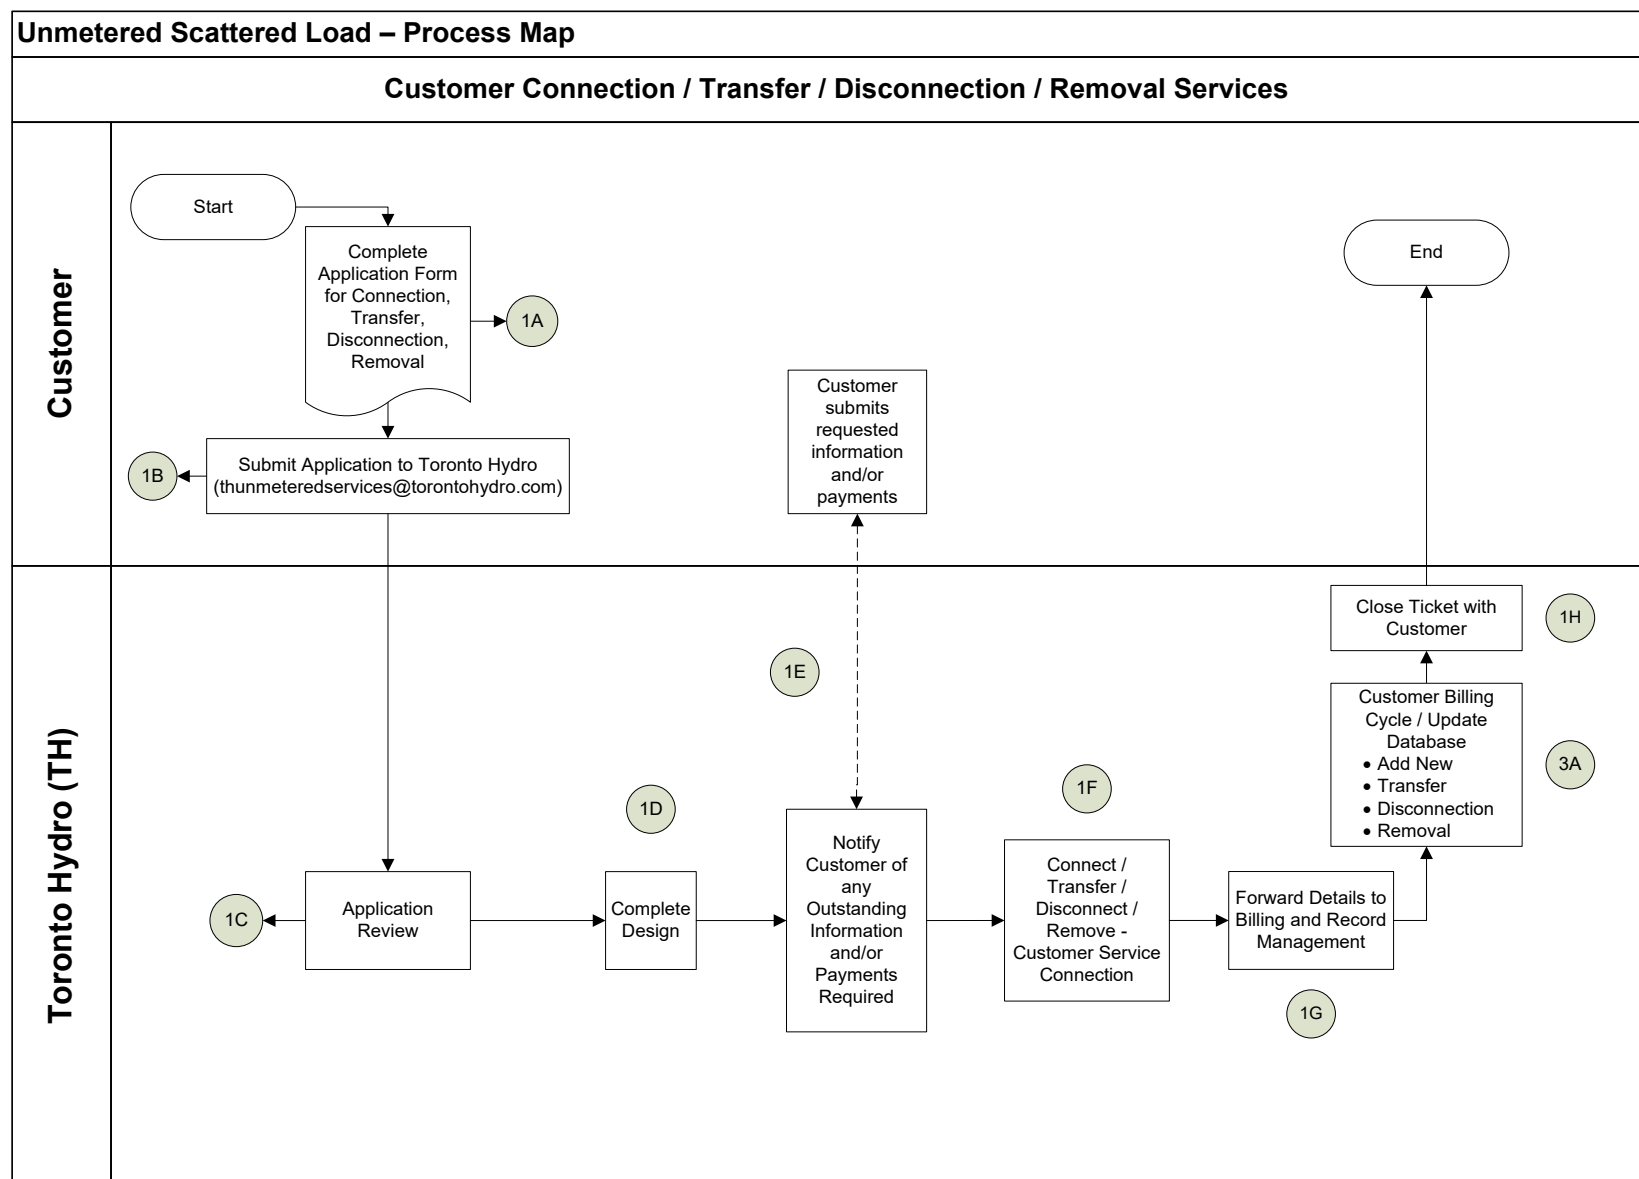 Unmetered Scattered Load – Process Map
Customer Connection / Transfer / Disconnection / Removal Services
Customer
Start
Complete
Application Form
for Connection,
Transfer,
Disconnection,
Removal
1A
Submit Application to Toronto Hydro
(thunmeteredservices@torontohydro.com)
1B
Customer
submits
requested
information
and/or
payments
End
Toronto Hydro (TH)
1C
Application
Review
1D
Complete
Design
1E
Notify
Customer of
any
Outstanding
Information
and/or
Payments
Required
1F
Connect /
Transfer /
Disconnect /
Remove -
Customer Service
Connection
Forward Details to
Billing and Record
Management
1G
Customer Billing
Cycle / Update
Database
• Add New
• Transfer
• Disconnection
• Removal
3A
Close Ticket with
Customer
1H